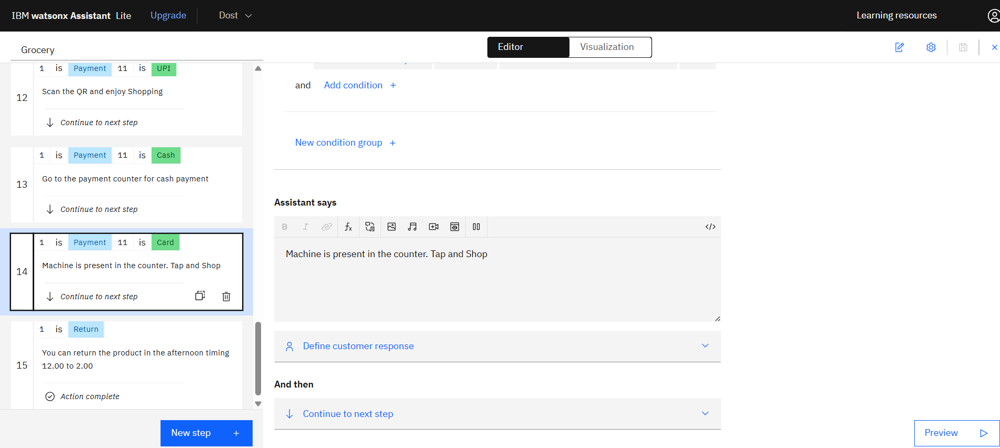 IBM watsonx Assistant Lite Upgrade Dost Learning resources
Grocery Editor Visualization
1 is Payment 11 is UPI
12 Scan the QR and enjoy Shopping
Continue to next step
1 is Payment 11 is Cash
13 Go to the payment counter for cash payment
Continue to next step
1 is Payment 11 is Card
14 Machine is present in the counter. Tap and Shop
Continue to next step
1 is Return
15 You can return the product in the afternoon timing
12.00 to 2.00
Action complete
New step +
and Add condition +
New condition group +
Assistant says
B I fx </>
Machine is present in the counter. Tap and Shop
Define customer response
And then
Continue to next step
Preview